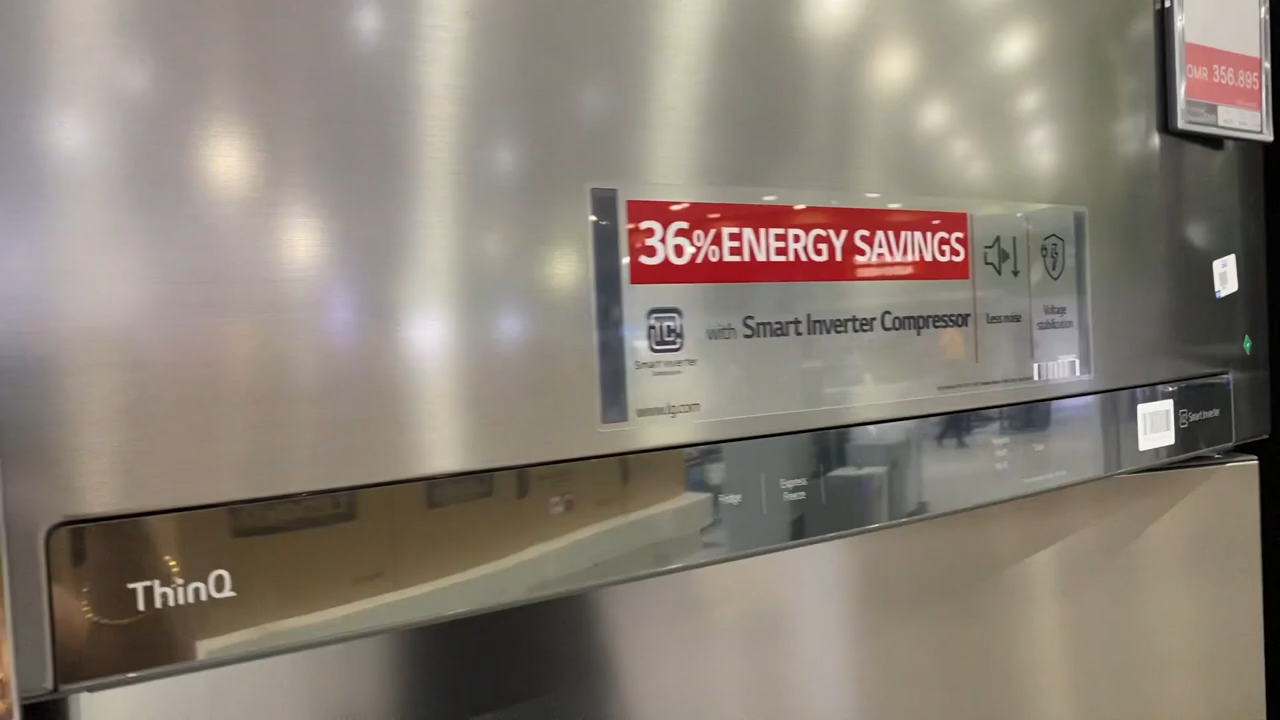 OMR 356.895
36% ENERGY SAVINGS
Less noise
Voltage
stabilization
with Smart Inverter Compressor
Smart Inverter
www.lg.com
Smart Inverter
Fridge
Express
Freeze
ThinQ